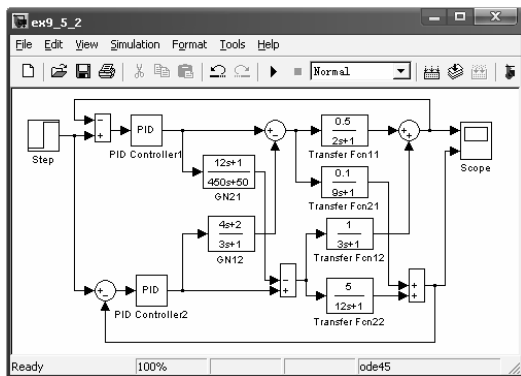 ex9_5_2
File Edit View Simulation Format Tools Help
Normal
Step
PID
PID Controller1
12s+1
450s+50
GN21
4s+2
3s+1
GN12
PID
PID Controller2
0.5
2s+1
Transfer Fcn11
0.1
9s+1
Transfer Fcn21
1
3s+1
Transfer Fcn12
5
12s+1
Transfer Fcn22
Scope
Ready 100% ode45